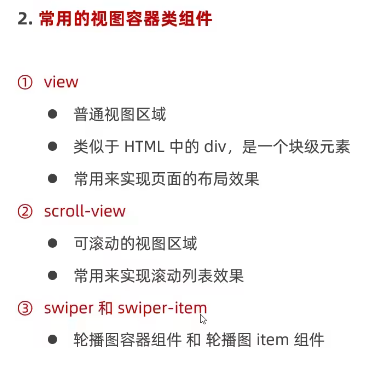 2. 常用的视图容器类组件
① view
● 普通视图区域
● 类似于 HTML 中的 div，是一个块级元素
● 常用来实现页面的布局效果
② scroll-view
● 可滚动的视图区域
● 常用来实现滚动列表效果
③ swiper 和 swiper-item
● 轮播图容器组件 和 轮播图 item 组件